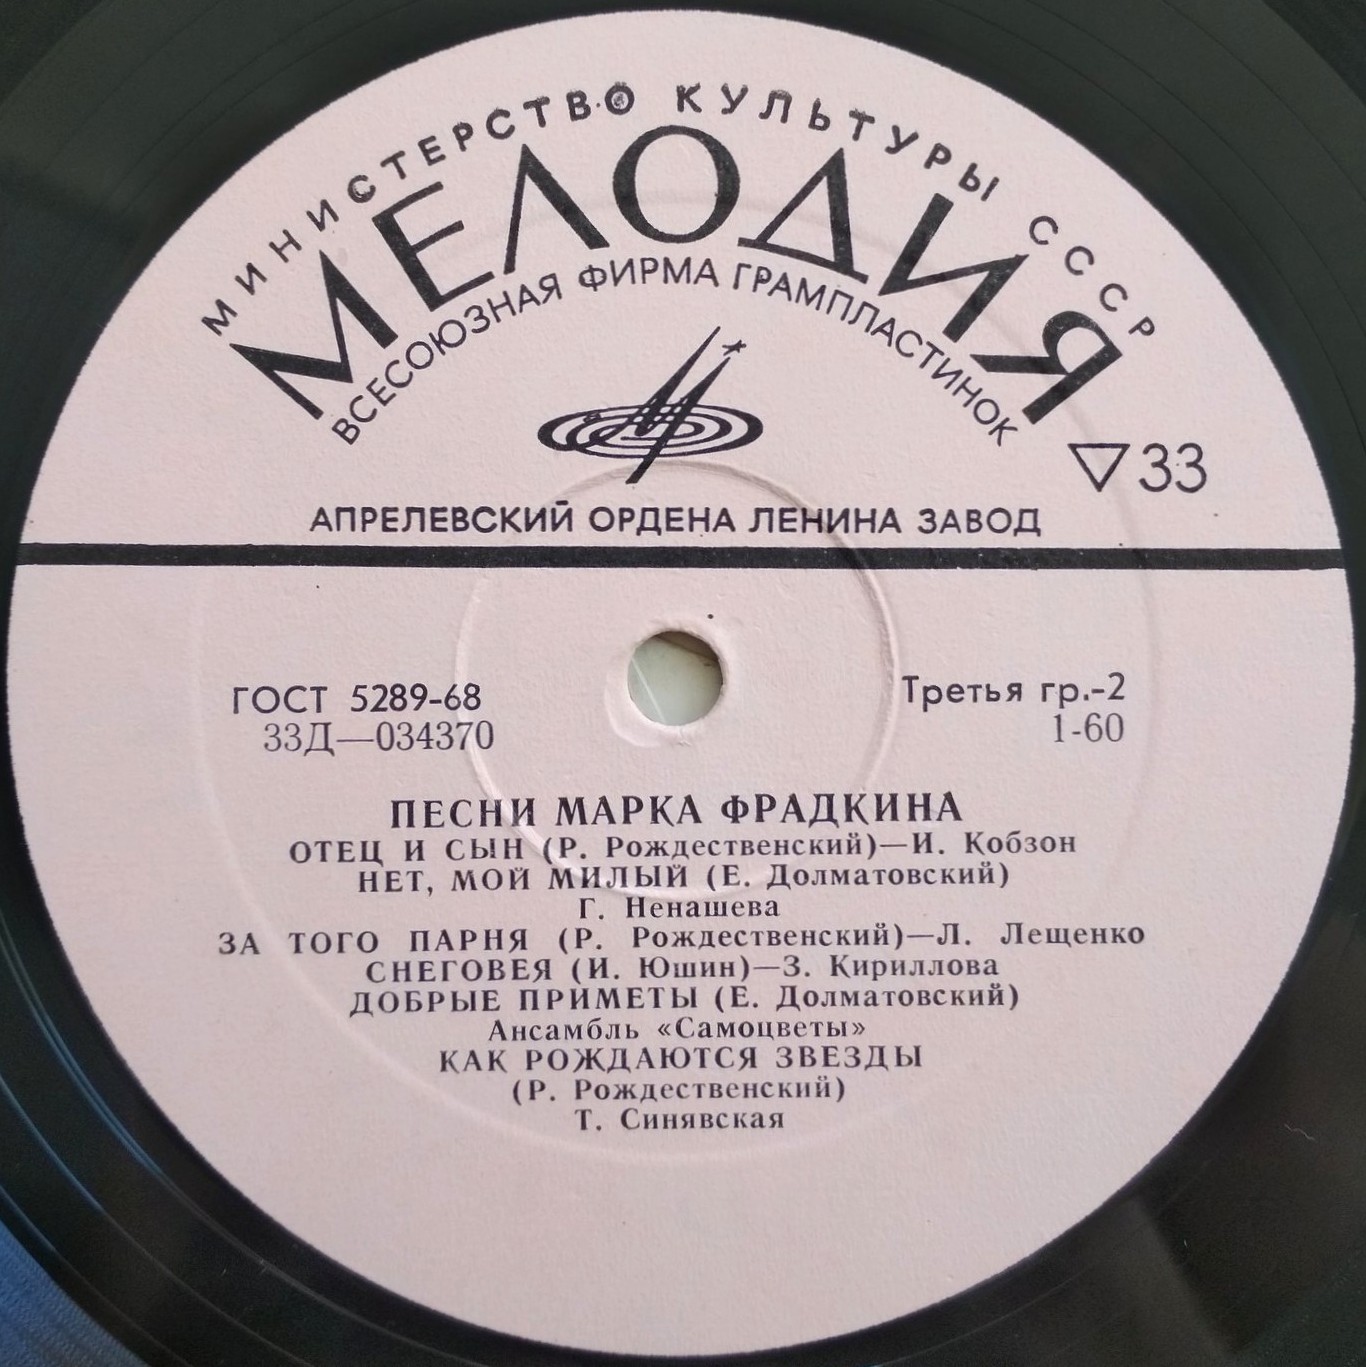 МИНИСТЕРСТВО КУЛЬТУРЫ СССР
МЕЛОДИЯ
ВСЕСОЮЗНАЯ ФИРМА ГРАМПЛАСТИНОК
33
АПРЕЛЕВСКИЙ ОРДЕНА ЛЕНИНА ЗАВОД
ГОСТ 5289-68 Третья гр.-2
33Д—034370 1-60
ПЕСНИ МАРКА ФРАДКИНА
ОТЕЦ И СЫН (Р. Рождественский)—И. Кобзон
НЕТ, МОЙ МИЛЫЙ (Е. Долматовский)
Г. Ненашева
ЗА ТОГО ПАРНЯ (Р. Рождественский)—Л. Лещенко
СНЕГОВЕЯ (И. Юшин)—З. Кириллова
ДОБРЫЕ ПРИМЕТЫ (Е. Долматовский)
Ансамбль «Самоцветы»
КАК РОЖДАЮТСЯ ЗВЕЗДЫ
(Р. Рождественский)
Т. Синявская